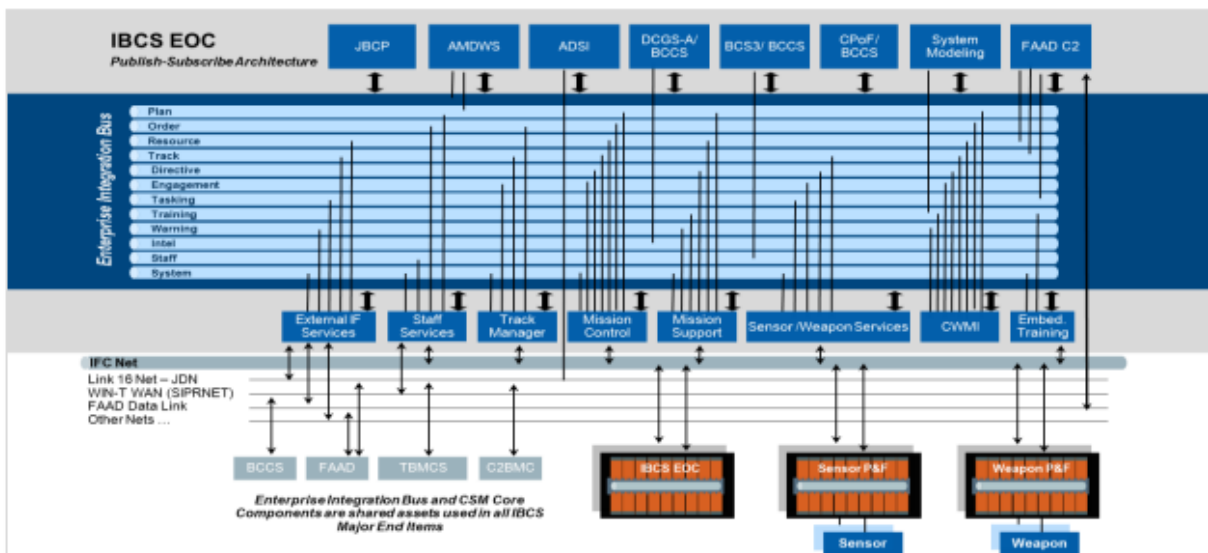 IBCS EOC
Publish-Subscribe Architecture
JBCP
AMDWS
ADSI
DCGS-A/
BCCS
BCS3/ BCCS
CPoF/
BCCS
System
Modeling
FAAD C2
Enterprise Integration Bus
Plan
Order
Resource
Track
Directive
Engagement
Tasking
Training
Warning
Intel
Staff
System
External IF
Services
Staff
Services
Track
Manager
Mission
Control
Mission
Support
Sensor /Weapon Services
CWMI
Embed.
Training
IFC Net
Link 16 Net – JDN
WIN-T WAN (SIPRNET)
FAAD Data Link
Other Nets ...
BCCS
FAAD
TBMCS
C2BMC
IBCS EOC
Sensor P&F
Weapon P&F
Enterprise Integration Bus and CSM Core
Components are shared assets used in all IBCS
Major End Items
Sensor
Weapon